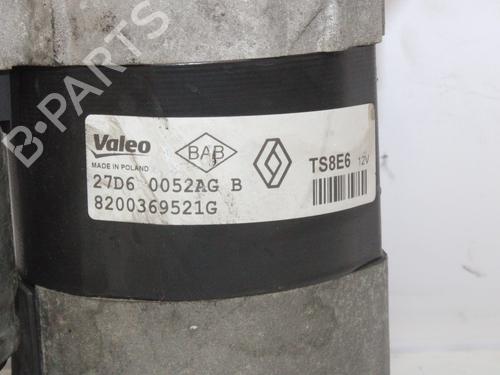 B-PARTS
Valeo
MADE IN POLAND
BAB
TS8E6 12V
27D6 0052AG B
8200369521G